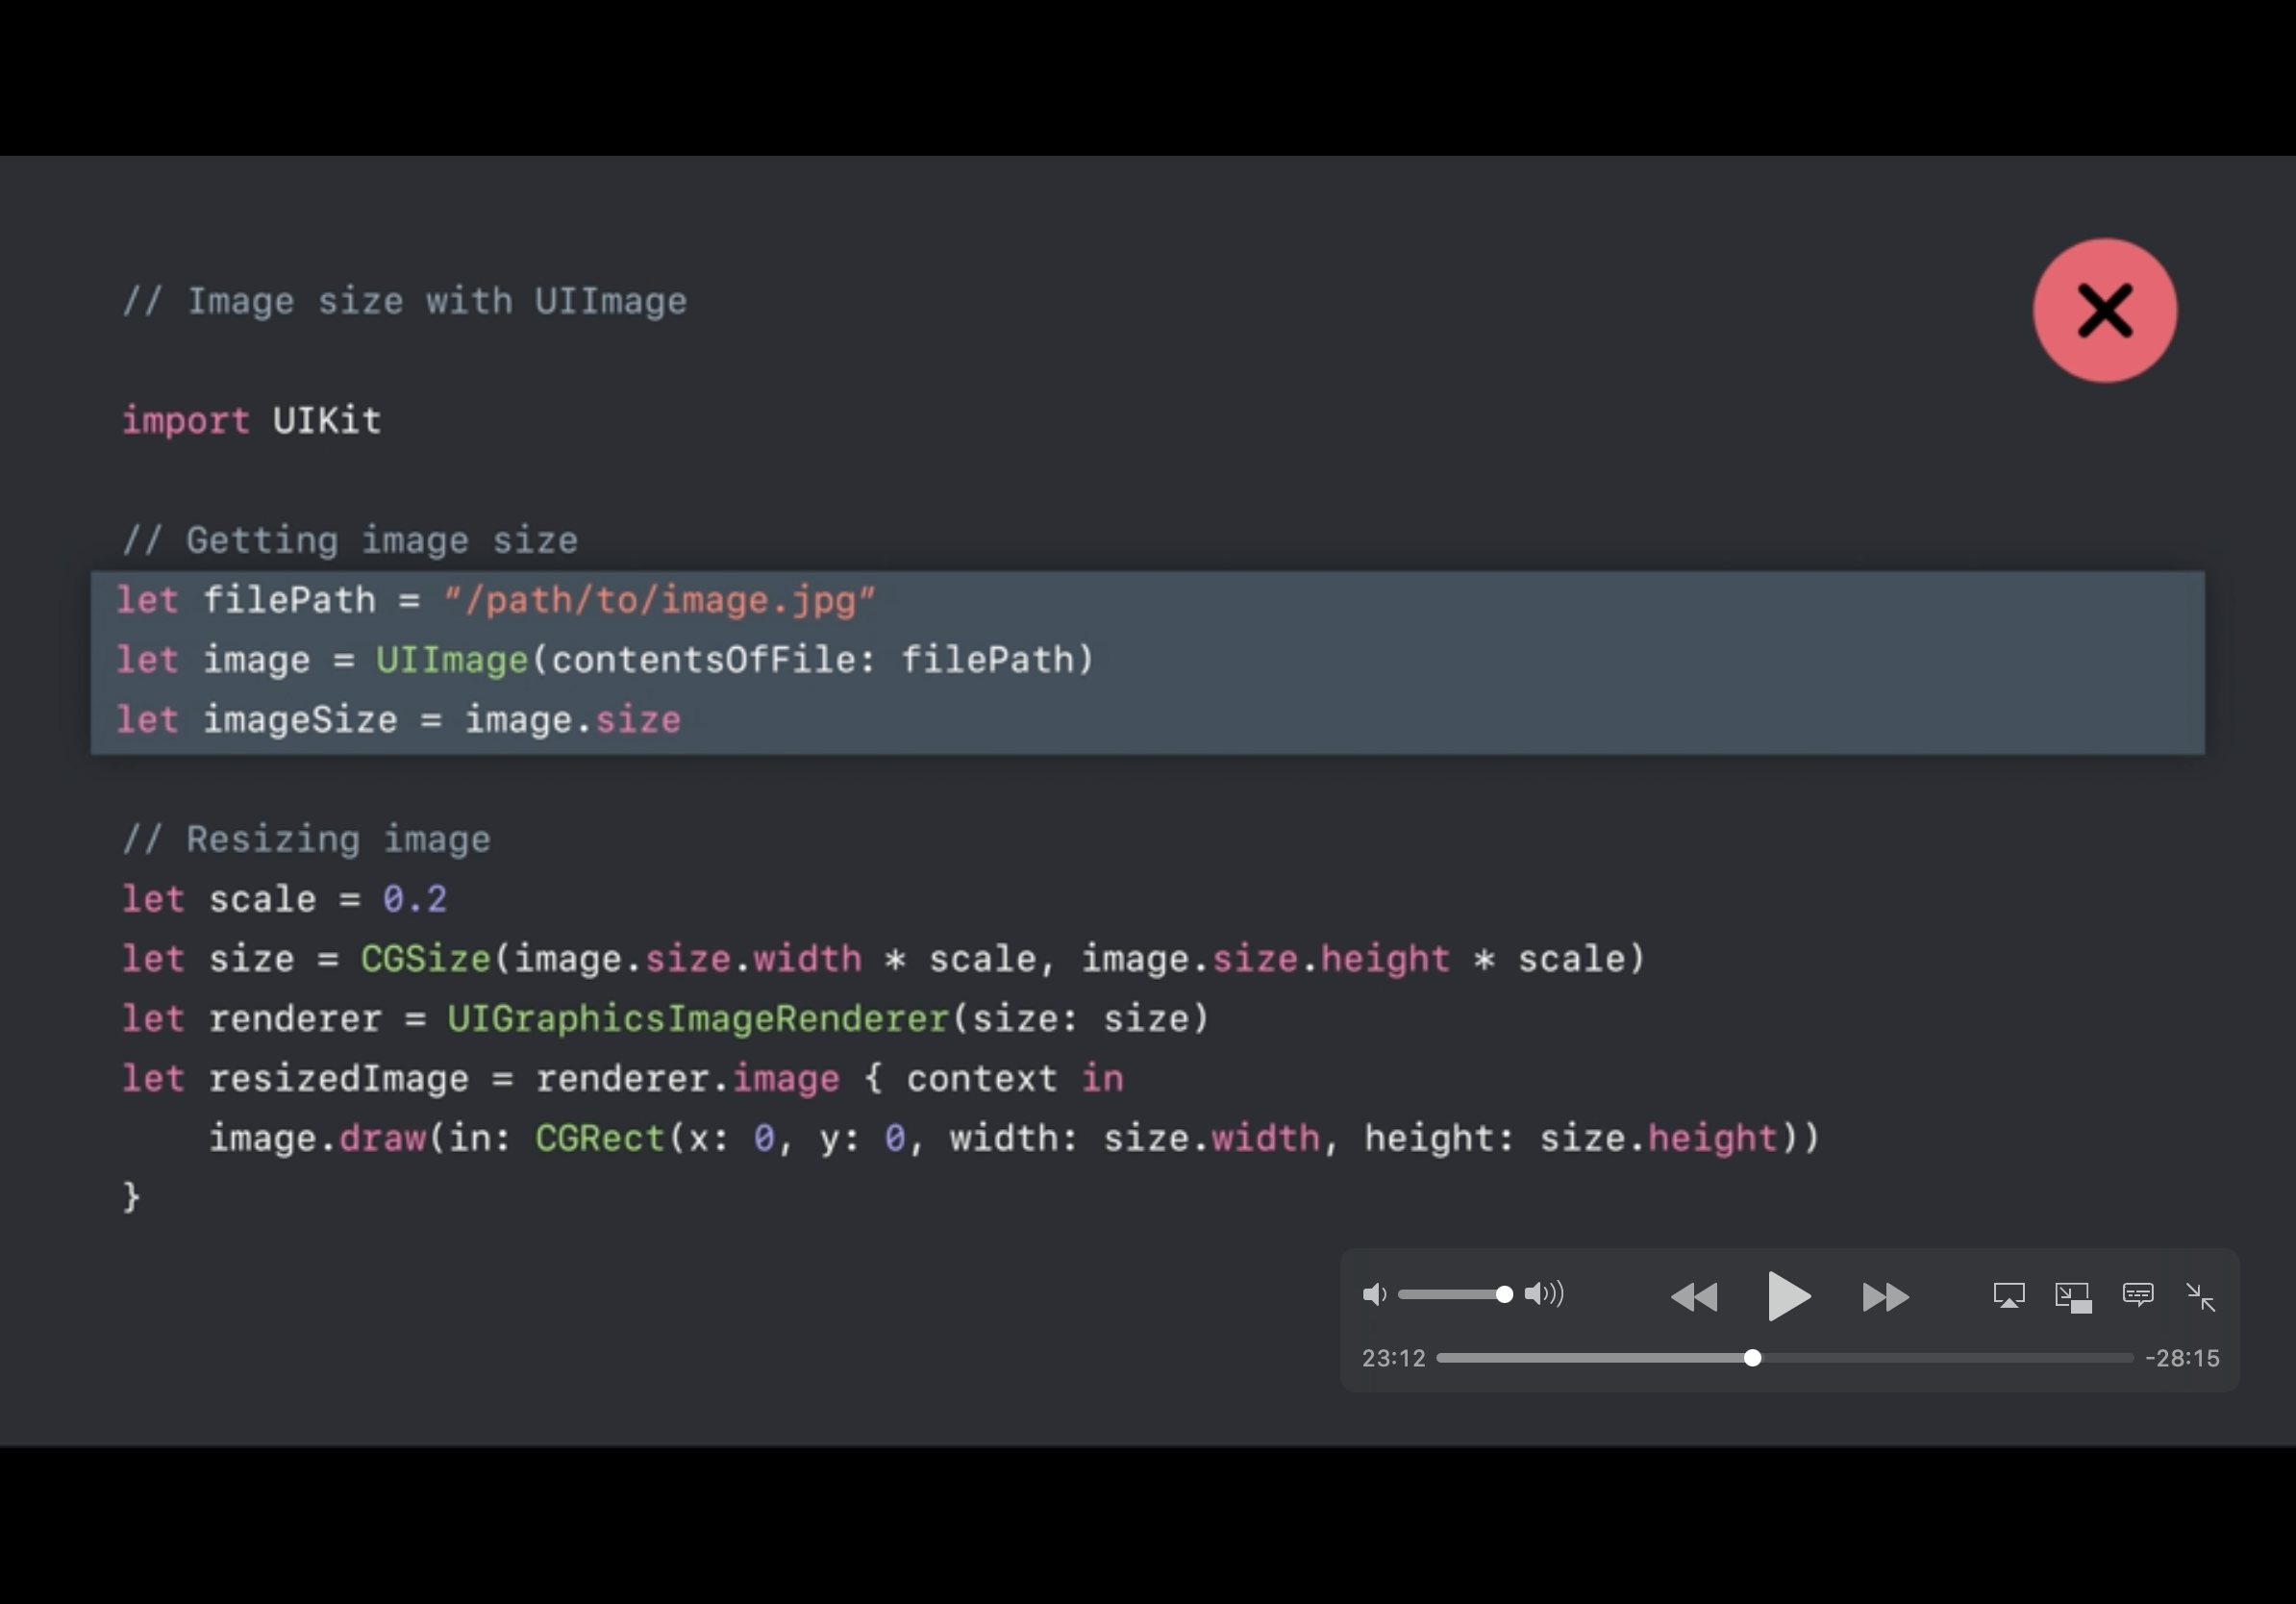 // Image size with UIImage
import UIKit
// Getting image size
let filePath = “/path/to/image.jpg”
let image = UIImage(contentsOfFile: filePath)
let imageSize = image.size
// Resizing image
let scale = 0.2
let size = CGSize(image.size.width * scale, image.size.height * scale)
let renderer = UIGraphicsImageRenderer(size: size)
let resizedImage = renderer.image { context in
    image.draw(in: CGRect(x: 0, y: 0, width: size.width, height: size.height))
}
23:12
-28:15